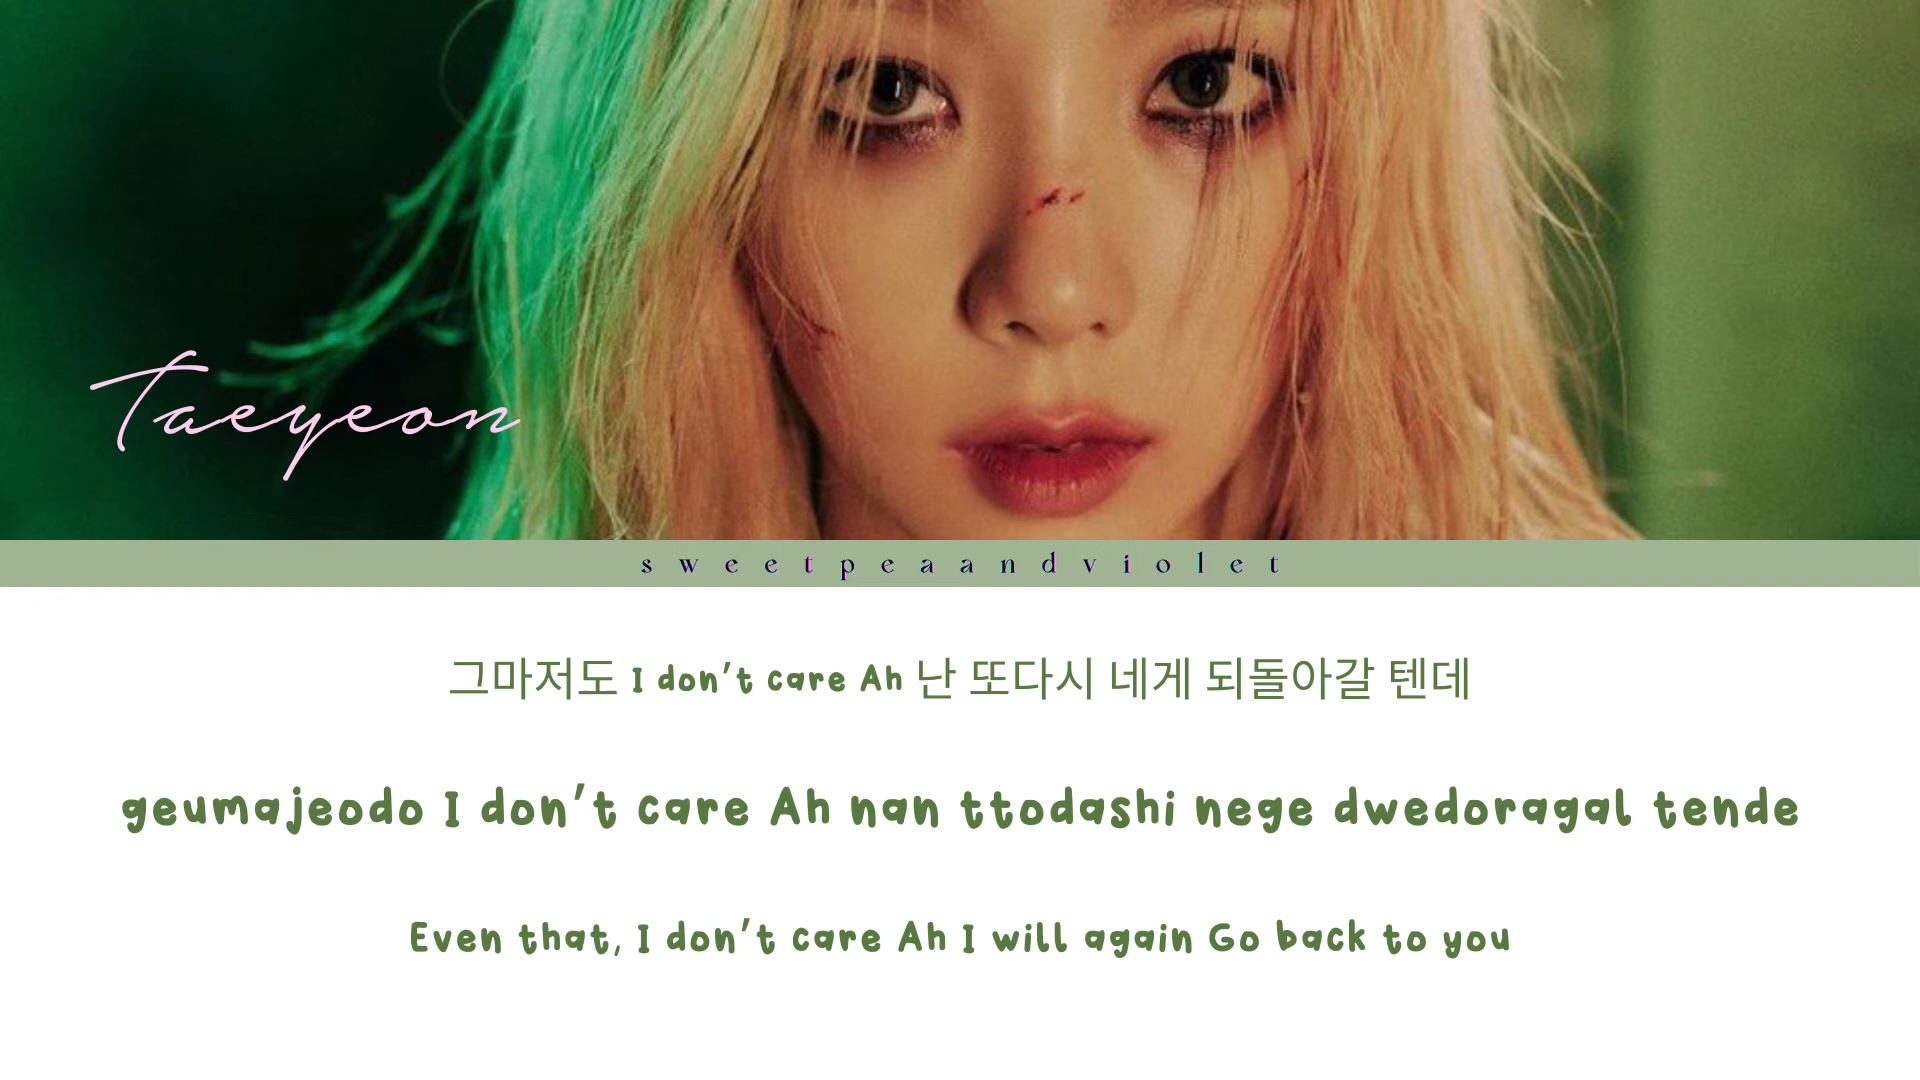 Taeyeon
sweetpeaandviolet
그마저도 I don't care Ah 난 또다시 네게 되돌아갈 텐데
geumajeodo I don't care Ah nan ttodashi nege dwedoragal tende
Even that, I don't care Ah I will again Go back to you